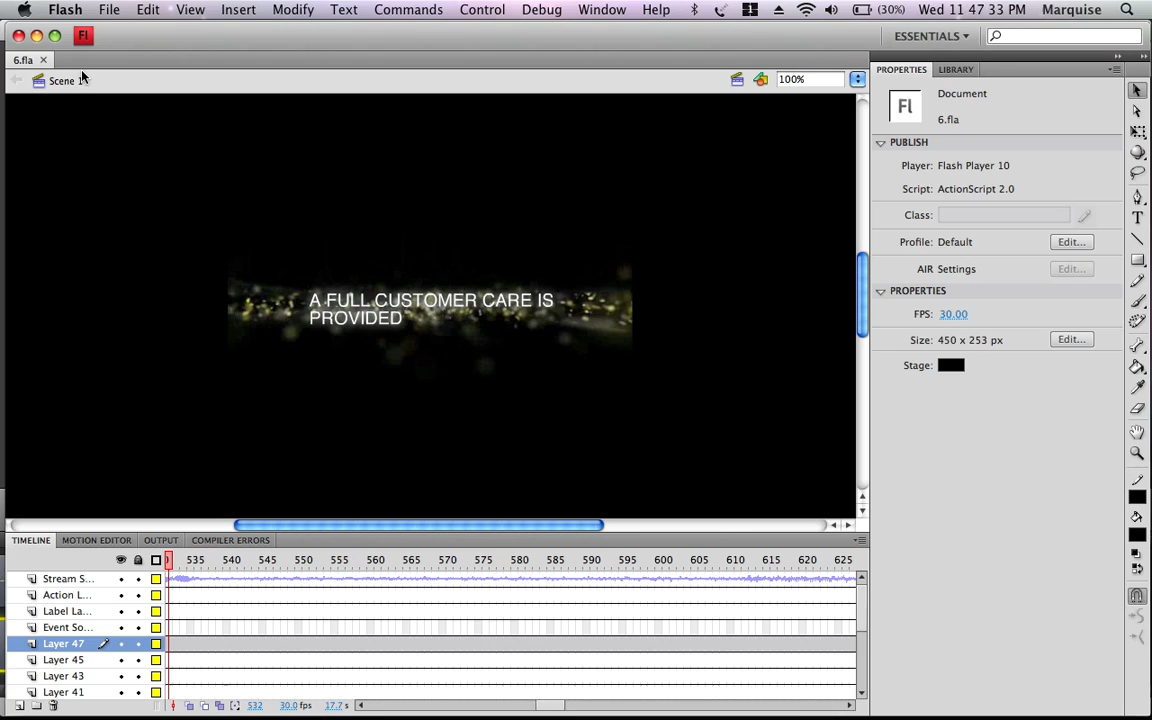 Flash File Edit View Insert Modify Text Commands Control Debug Window Help (30%) Wed 11 47 33 PM Marquise
Fl ESSENTIALS
6.fla
Scene 1 100%
A FULL CUSTOMER CARE IS
PROVIDED
PROPERTIES LIBRARY
Fl Document
6.fla
PUBLISH
Player: Flash Player 10
Script: ActionScript 2.0
Class:
Profile: Default Edit...
AIR Settings Edit...
PROPERTIES
FPS: 30.00
Size: 450 x 253 px Edit...
Stage:
TIMELINE MOTION EDITOR OUTPUT COMPILER ERRORS
535 540 545 550 555 560 565 570 575 580 585 590 595 600 605 610 615 620 625
Stream S...
Action L...
Label La...
Event So...
Layer 47
Layer 45
Layer 43
Layer 41
532 30.0 fps 17.7 s